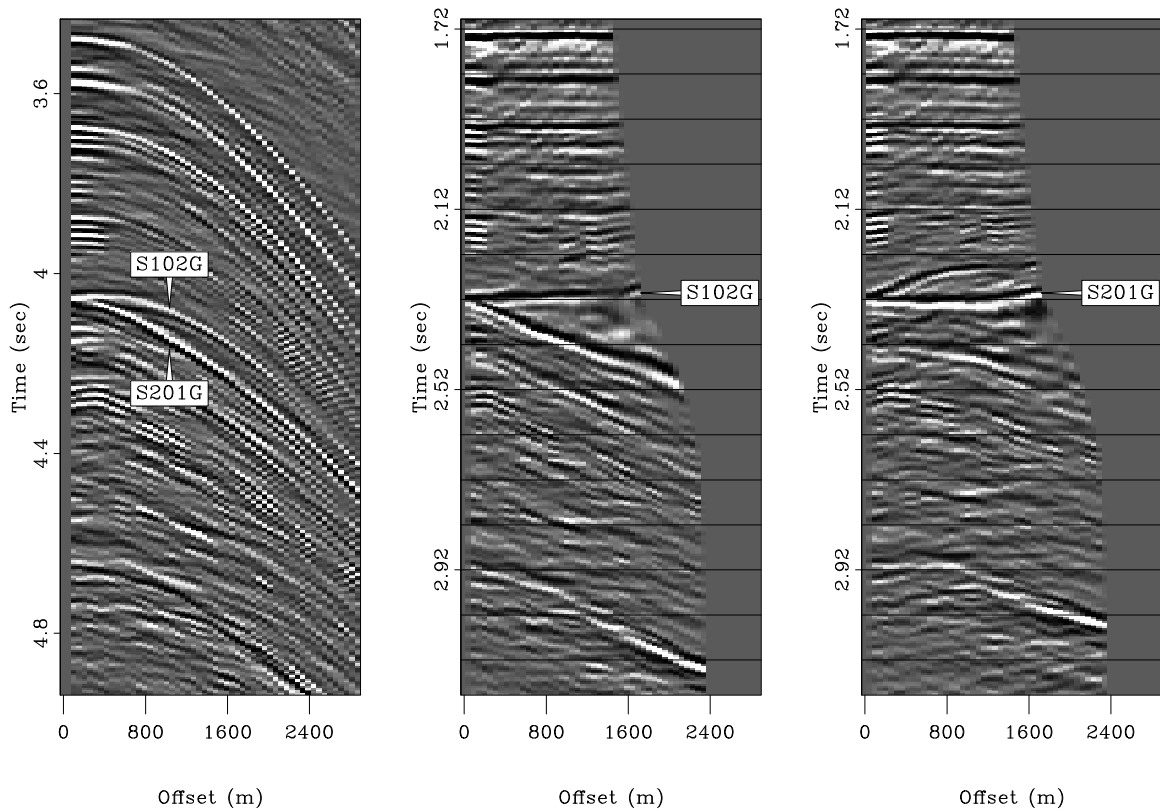 Time (sec)
3.6
4
4.4
4.8
S102G
S201G
0
800
1600
2400
Offset (m)
Time (sec)
1.72
2.12
2.52
2.92
S102G
0
800
1600
2400
Offset (m)
Time (sec)
1.72
2.12
2.52
2.92
S201G
0
800
1600
2400
Offset (m)